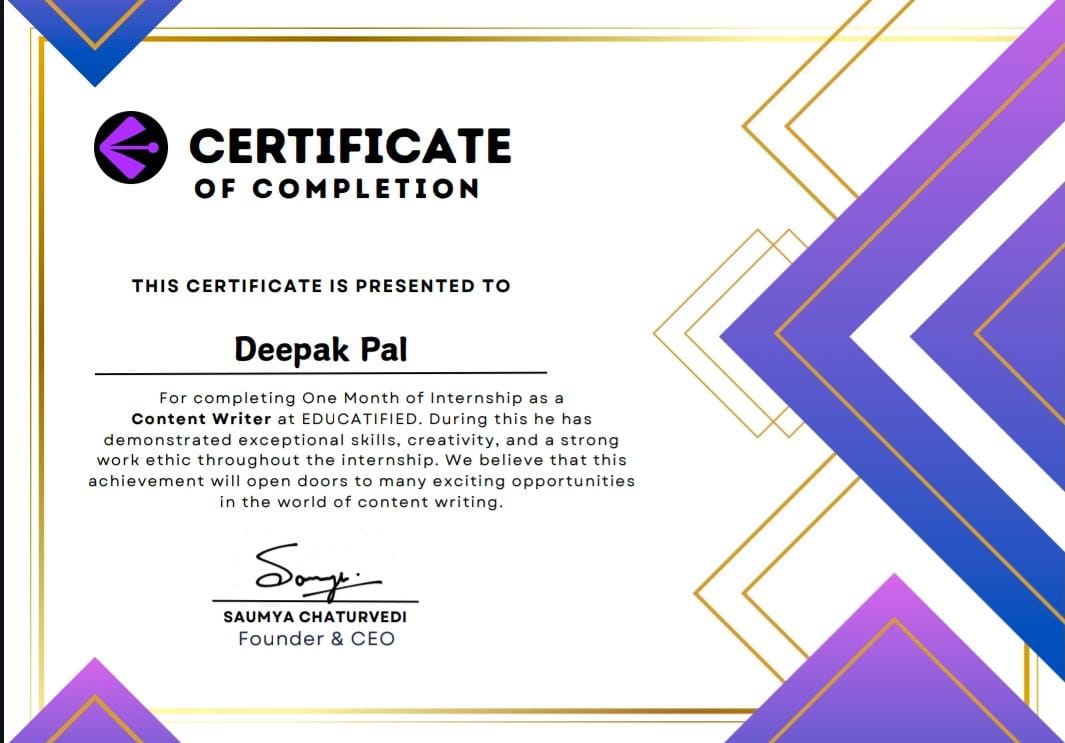 CERTIFICATE
OF COMPLETION
THIS CERTIFICATE IS PRESENTED TO
Deepak Pal
For completing One Month of Internship as a
Content Writer at EDUCATIFIED. During this he has
demonstrated exceptional skills, creativity, and a strong
work ethic throughout the internship. We believe that this
achievement will open doors to many exciting opportunities
in the world of content writing.
SAUMYA CHATURVEDI
Founder & CEO